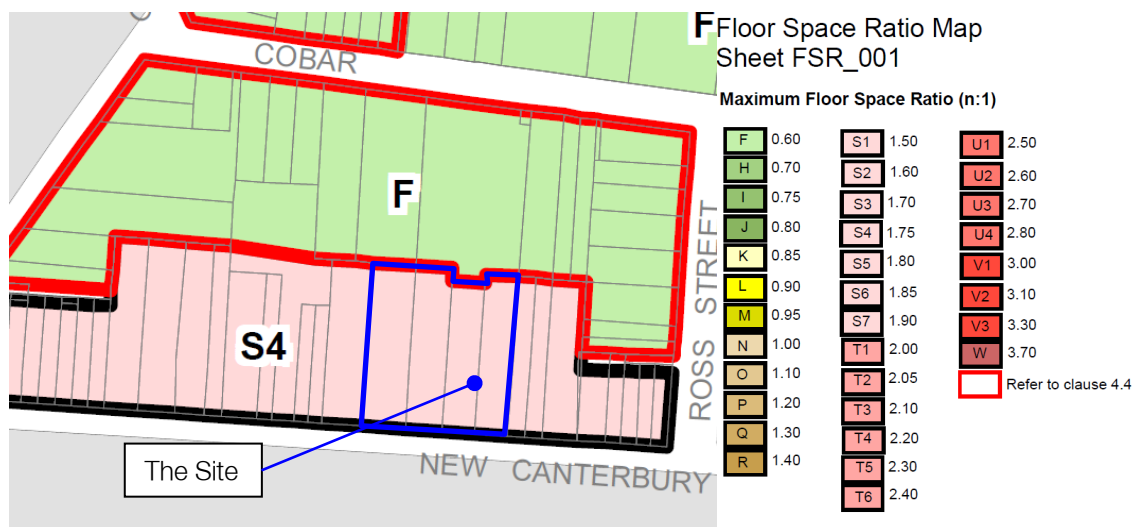 F
COBAR
F
S4
ROSS STREET
NEW CANTERBURY
The Site
Floor Space Ratio Map
Sheet FSR_001
Maximum Floor Space Ratio (n:1)
F 0.60
H 0.70
I 0.75
J 0.80
K 0.85
L 0.90
M 0.95
N 1.00
O 1.10
P 1.20
Q 1.30
R 1.40
S1 1.50
S2 1.60
S3 1.70
S4 1.75
S5 1.80
S6 1.85
S7 1.90
T1 2.00
T2 2.05
T3 2.10
T4 2.20
T5 2.30
T6 2.40
U1 2.50
U2 2.60
U3 2.70
U4 2.80
V1 3.00
V2 3.10
V3 3.30
W 3.70
Refer to clause 4.4